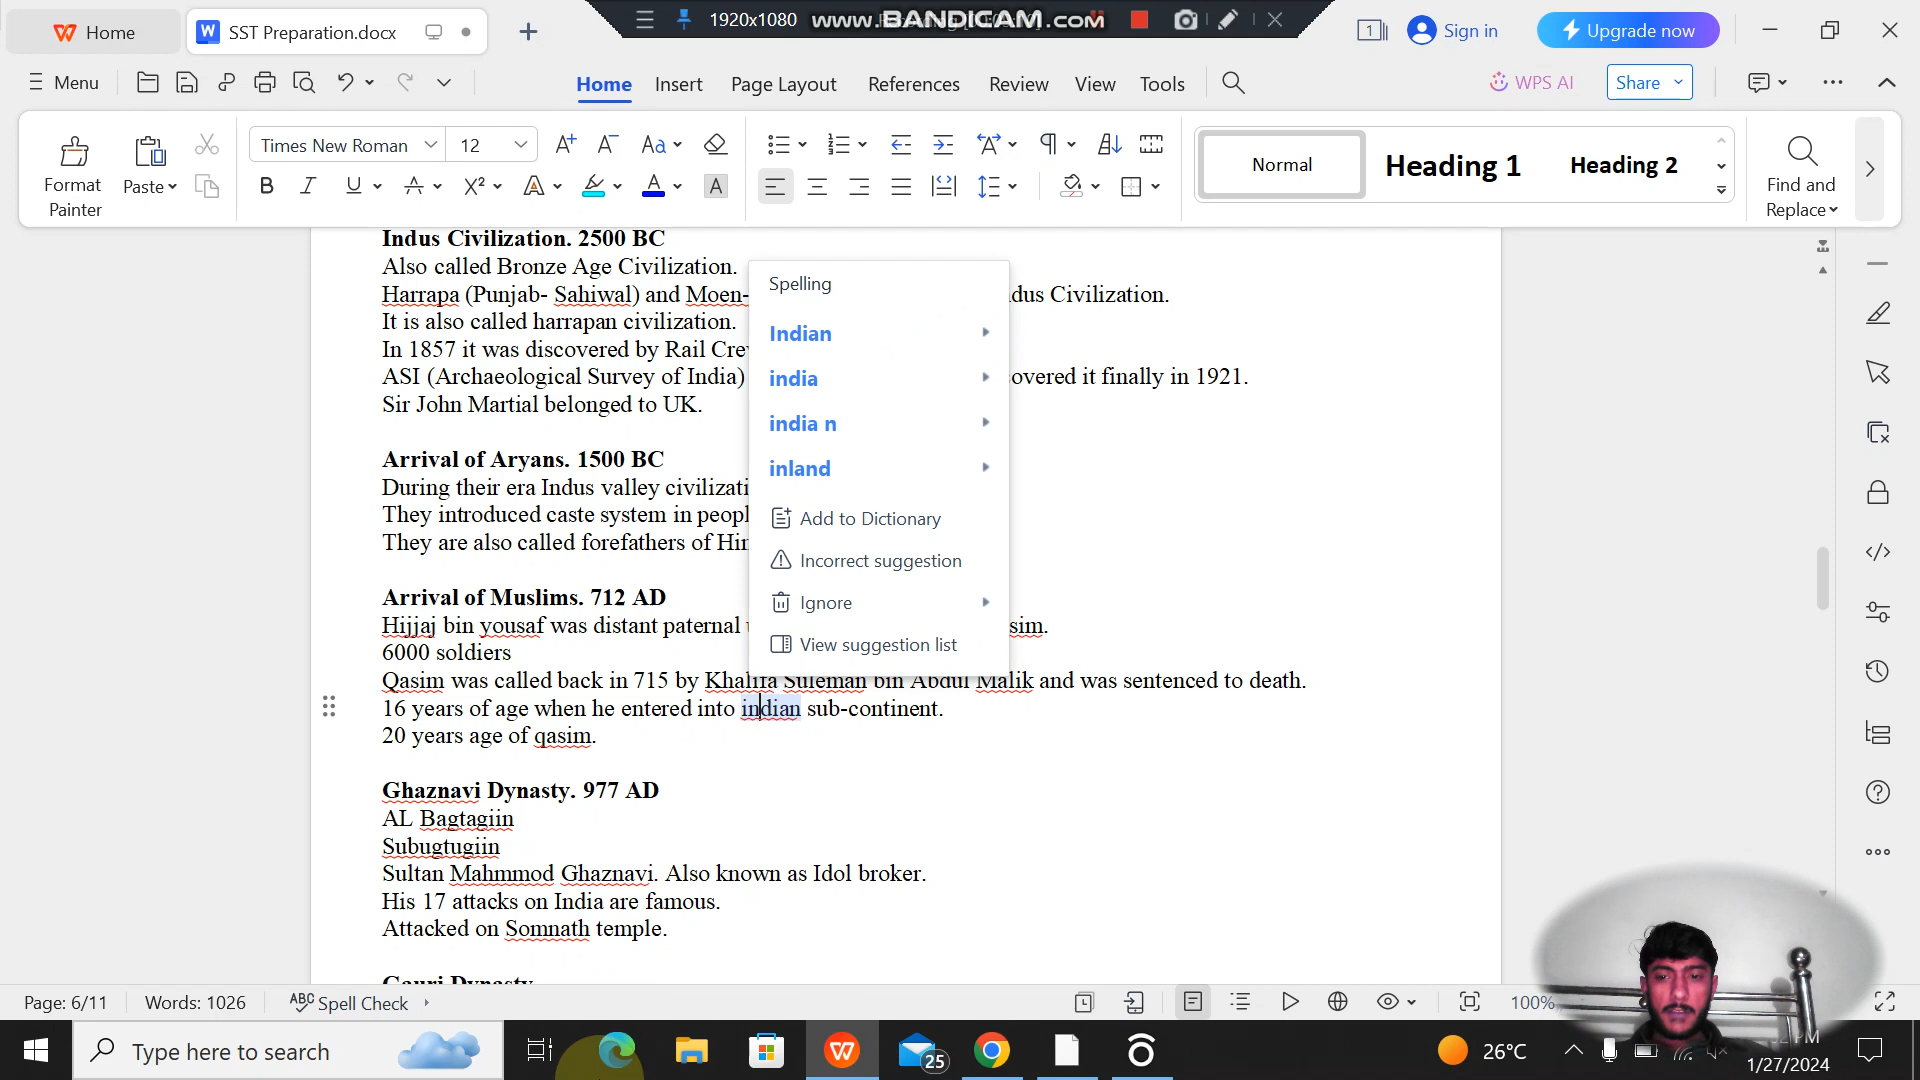 Home
SST Preparation.docx
1920x1080
www.BANDICAM.com
Sign in
Upgrade now
Menu
Home
Insert
Page Layout
References
Review
View
Tools
WPS AI
Share
Format
Painter
Paste
Times New Roman
12
Normal
Heading 1
Heading 2
Find and
Replace
Indus Civilization. 2500 BC
Also called Bronze Age Civilization.
Harrapa (Punjab- Sahiwal) and Moen- dus Civilization.
It is also called harrapan civilization.
In 1857 it was discovered by Rail Cre
ASI (Archaeological Survey of India) overed it finally in 1921.
Sir John Martial belonged to UK.
Arrival of Aryans. 1500 BC
During their era Indus valley civilizati
They introduced caste system in peopl
They are also called forefathers of Hin
Arrival of Muslims. 712 AD
Hijjaj bin yousaf was distant paternal sim.
6000 soldiers
Qasim was called back in 715 by Khalifa Suleman bin Abdul Malik and was sentenced to death.
16 years of age when he entered into indian sub-continent.
20 years age of qasim.
Ghaznavi Dynasty. 977 AD
AL Bagtagiin
Subugtugiin
Sultan Mahmmod Ghaznavi. Also known as Idol broker.
His 17 attacks on India are famous.
Attacked on Somnath temple.
Gauri Dynasty
Spelling
Indian
india
india n
inland
Add to Dictionary
Incorrect suggestion
Ignore
View suggestion list
Page: 6/11
Words: 1026
Spell Check
100%
Type here to search
25
26°C
PM
1/27/2024